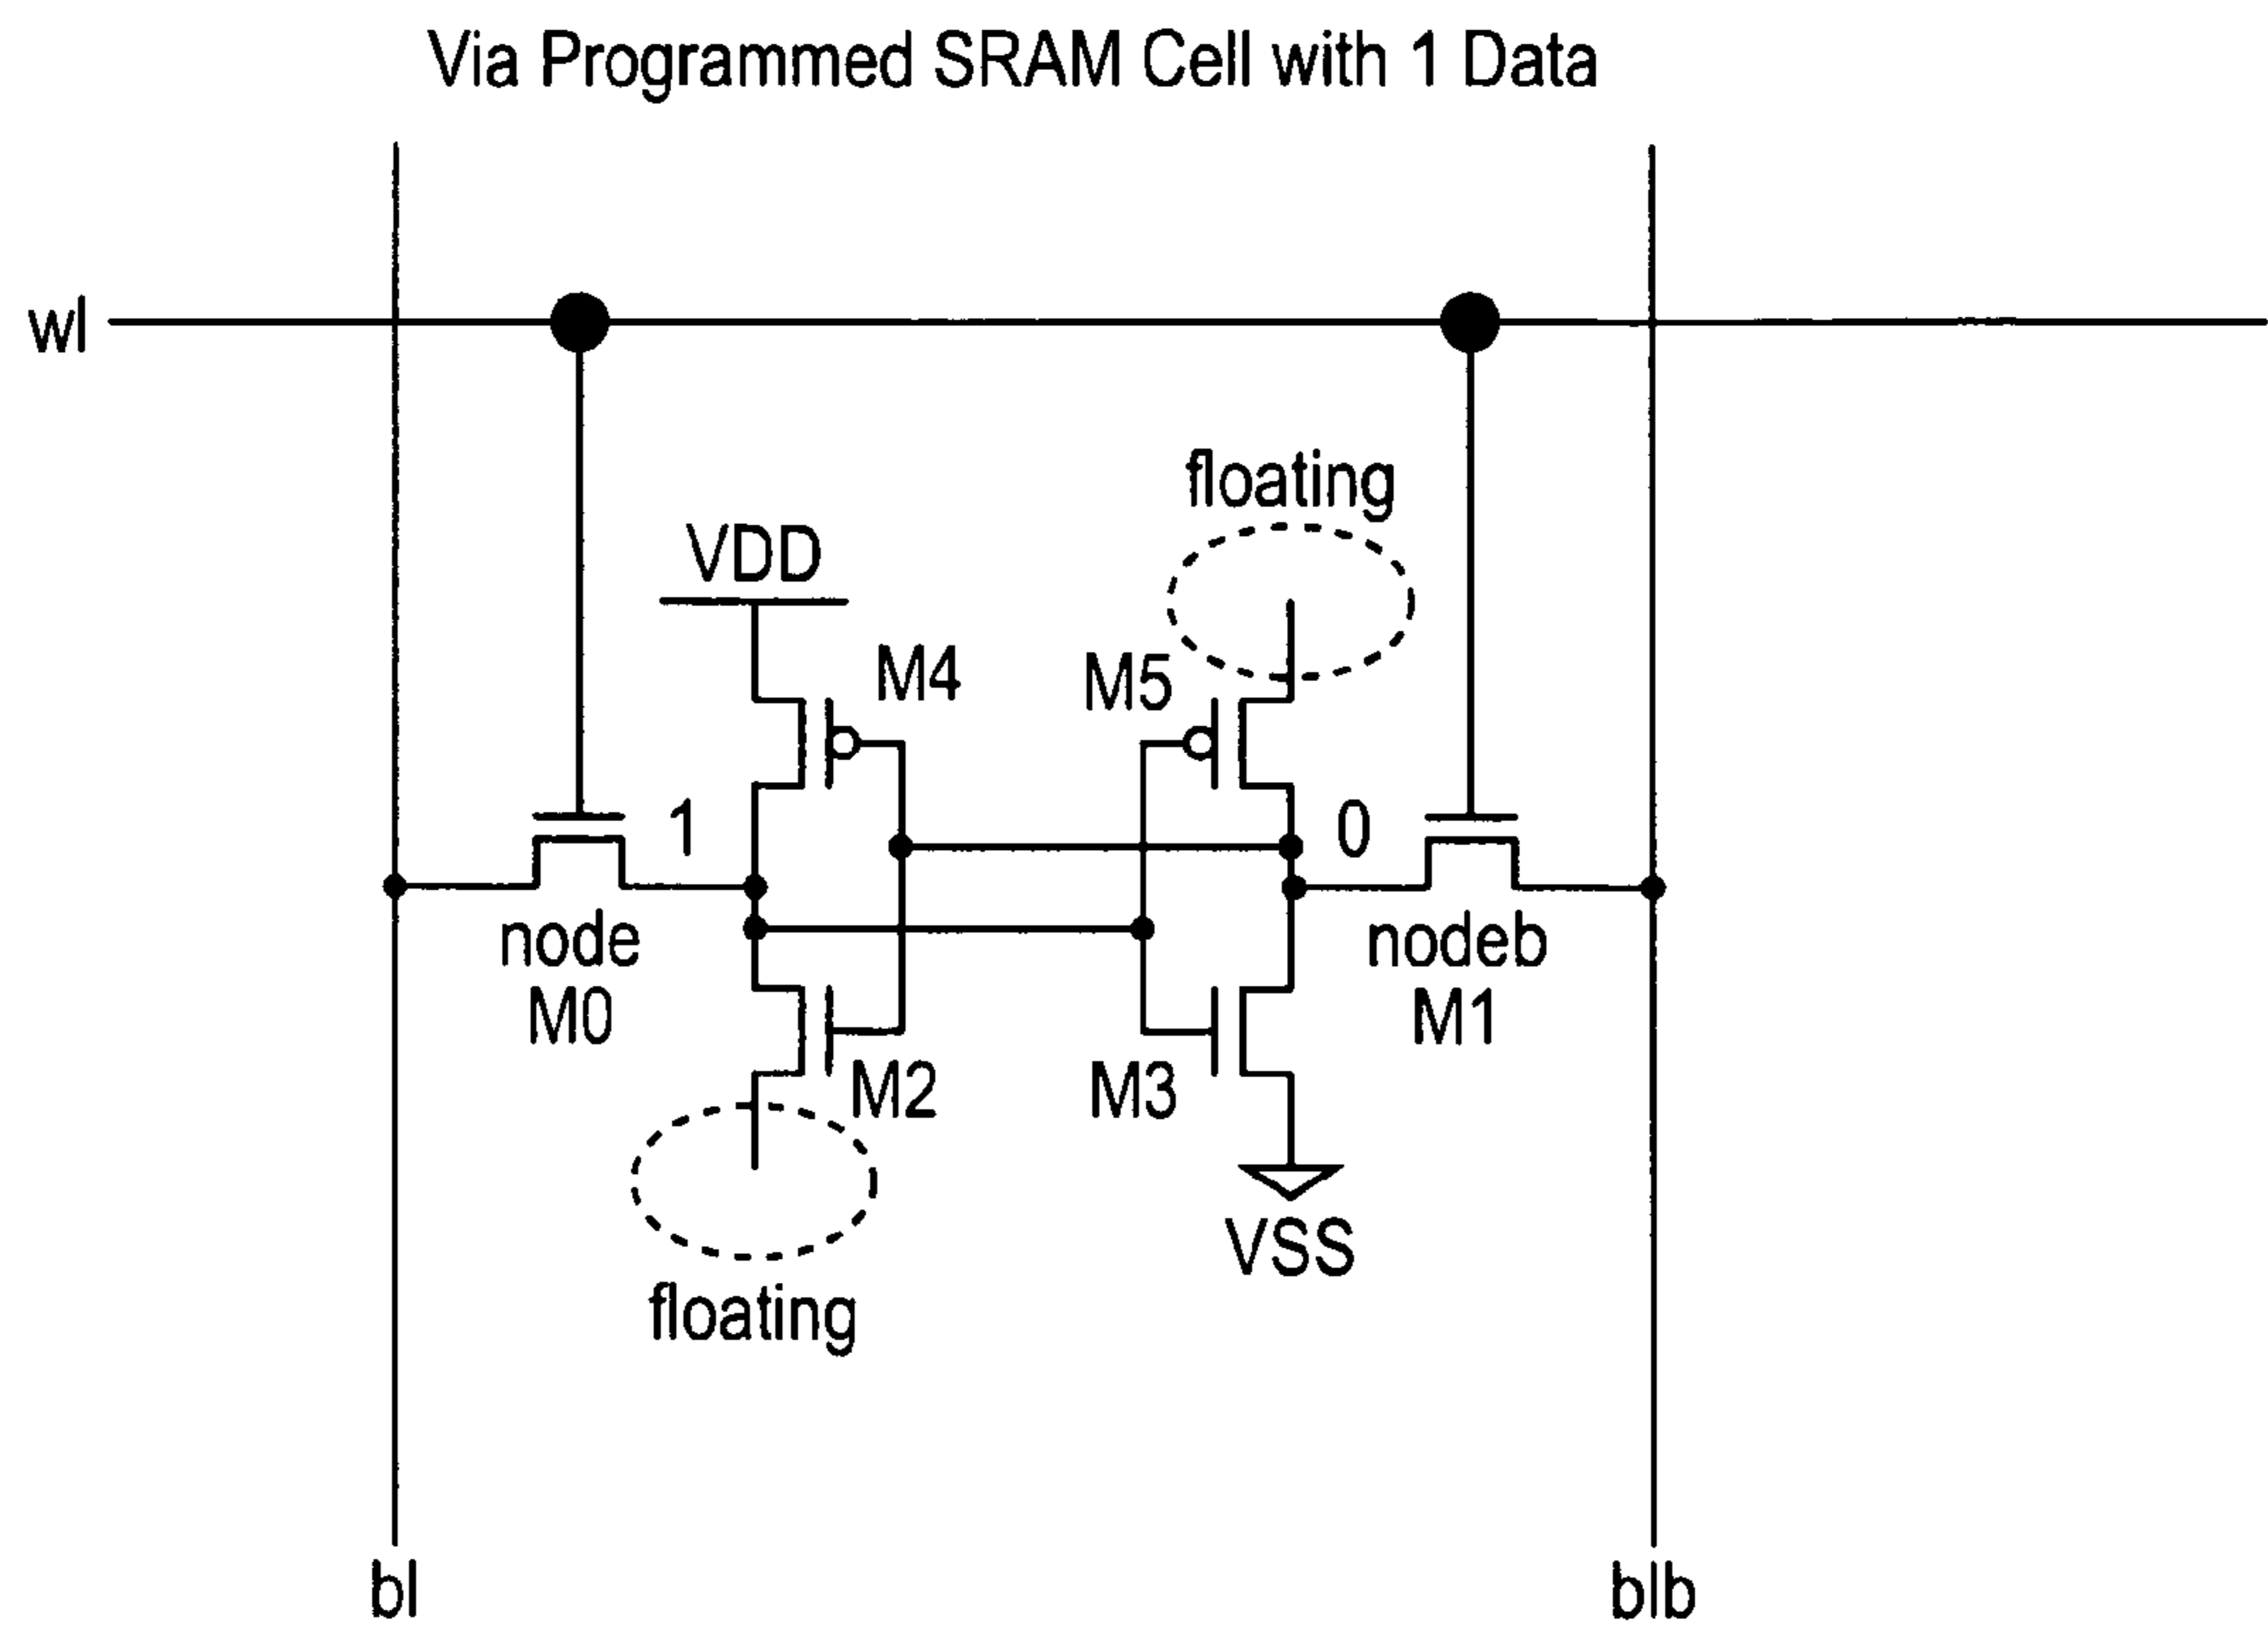 Via Programmed SRAM Cell with 1 Data
wl
floating
VDD
M4
M5
1
0
node
M0
nodeb
M1
M2
M3
floating
VSS
bl
blb